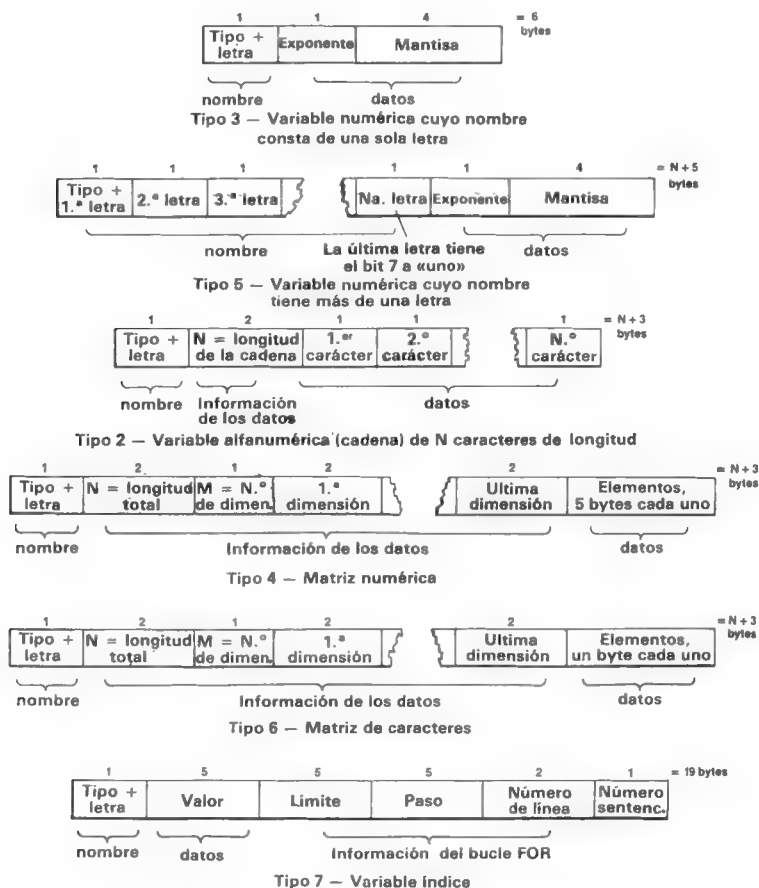 1 1 4 = 6 bytes
Tipo + letra Exponente Mantisa
nombre datos
Tipo 3 — Variable numérica cuyo nombre
consta de una sola letra
1 1 1 1 1 4 = N + 5 bytes
Tipo + 1.ª letra 2.ª letra 3.ª letra Na. letra Exponente Mantisa
nombre La última letra tiene el bit 7 a «uno» datos
Tipo 5 — Variable numérica cuyo nombre
tiene más de una letra
1 2 1 1 1 = N + 3 bytes
Tipo + letra N = longitud de la cadena 1.er carácter 2.º carácter N.º carácter
nombre Información de los datos datos
Tipo 2 — Variable alfanumérica (cadena) de N caracteres de longitud
1 2 1 2 2 = N + 3 bytes
Tipo + letra N = longitud total M = N.º de dimen. 1.ª dimensión Ultima dimensión Elementos, 5 bytes cada uno
nombre Información de los datos datos
Tipo 4 — Matriz numérica
1 2 1 2 2 = N + 3 bytes
Tipo + letra N = longitud total M = N.º de dimen. 1.ª dimensión Ultima dimensión Elementos, un byte cada uno
nombre Información de los datos datos
Tipo 6 — Matriz de caracteres
1 5 5 5 2 1 = 19 bytes
Tipo + letra Valor Limite Paso Número de línea Número sentenc.
nombre datos Información del bucle FOR
Tipo 7 — Variable índice